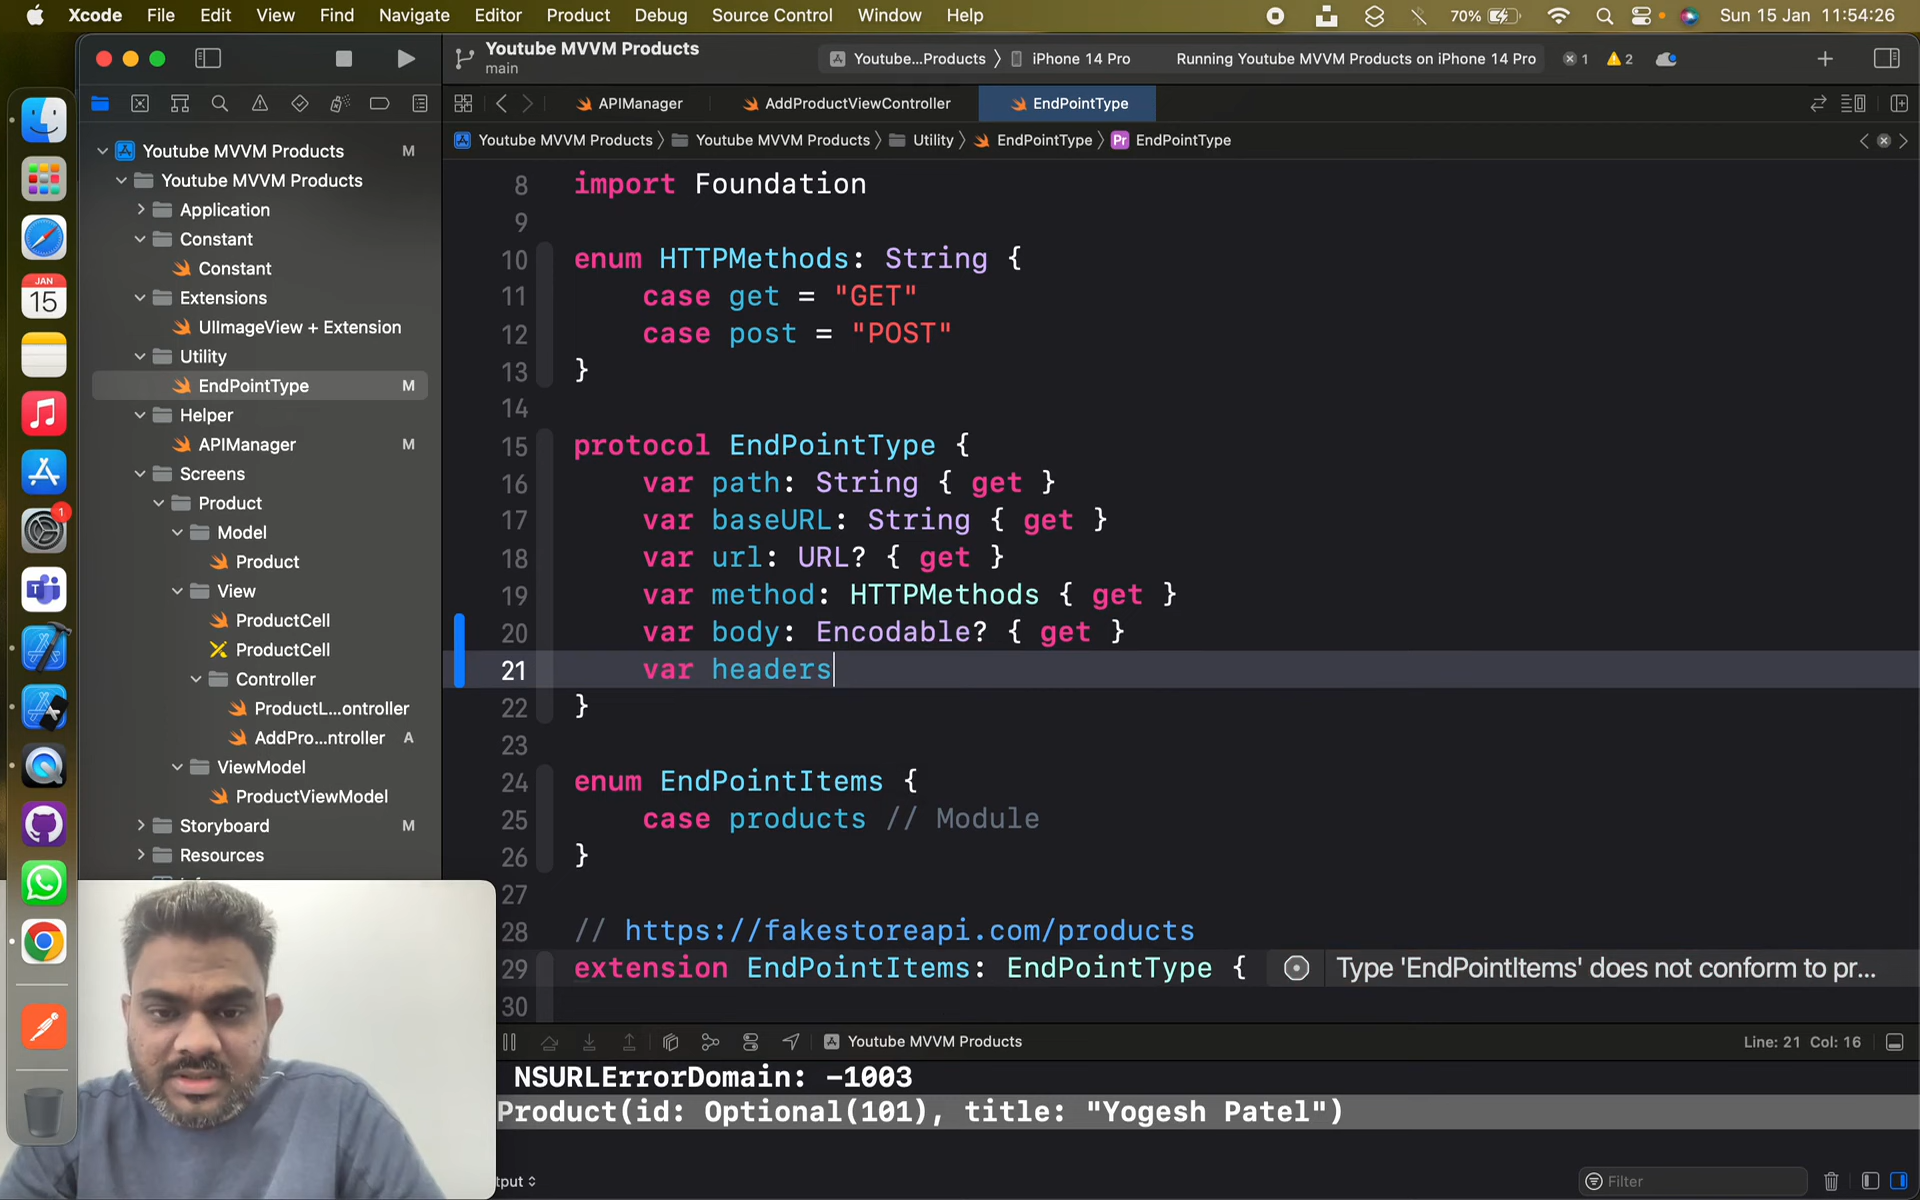 Xcode File Edit View Find Navigate Editor Product Debug Source Control Window Help 70% Sun 15 Jan 11:54:26
Youtube MVVM Products
main
Youtube...Products 〉 iPhone 14 Pro
Running Youtube MVVM Products on iPhone 14 Pro
1 2
APIManager
AddProductViewController
EndPointType
Youtube MVVM Products 〉 Youtube MVVM Products 〉 Utility 〉 EndPointType 〉 Pr EndPointType
Youtube MVVM Products M
Youtube MVVM Products
Application
Constant
Constant
Extensions
UIImageView + Extension
Utility
EndPointType M
Helper
APIManager M
Screens
Product
Model
Product
View
ProductCell
ProductCell
Controller
ProductL...ontroller
AddPro...ntroller A
ViewModel
ProductViewModel
Storyboard M
Resources
JAN
15
1
8 import Foundation
9
10 enum HTTPMethods: String {
11 case get = "GET"
12 case post = "POST"
13 }
14
15 protocol EndPointType {
16 var path: String { get }
17 var baseURL: String { get }
18 var url: URL? { get }
19 var method: HTTPMethods { get }
20 var body: Encodable? { get }
21 var headers
22 }
23
24 enum EndPointItems {
25 case products // Module
26 }
27
28 // https://fakestoreapi.com/products
29 extension EndPointItems: EndPointType { Type 'EndPointItems' does not conform to pr...
30
Youtube MVVM Products
Line: 21 Col: 16
NSURLErrorDomain: -1003
Product(id: Optional(101), title: "Yogesh Patel")
Filter